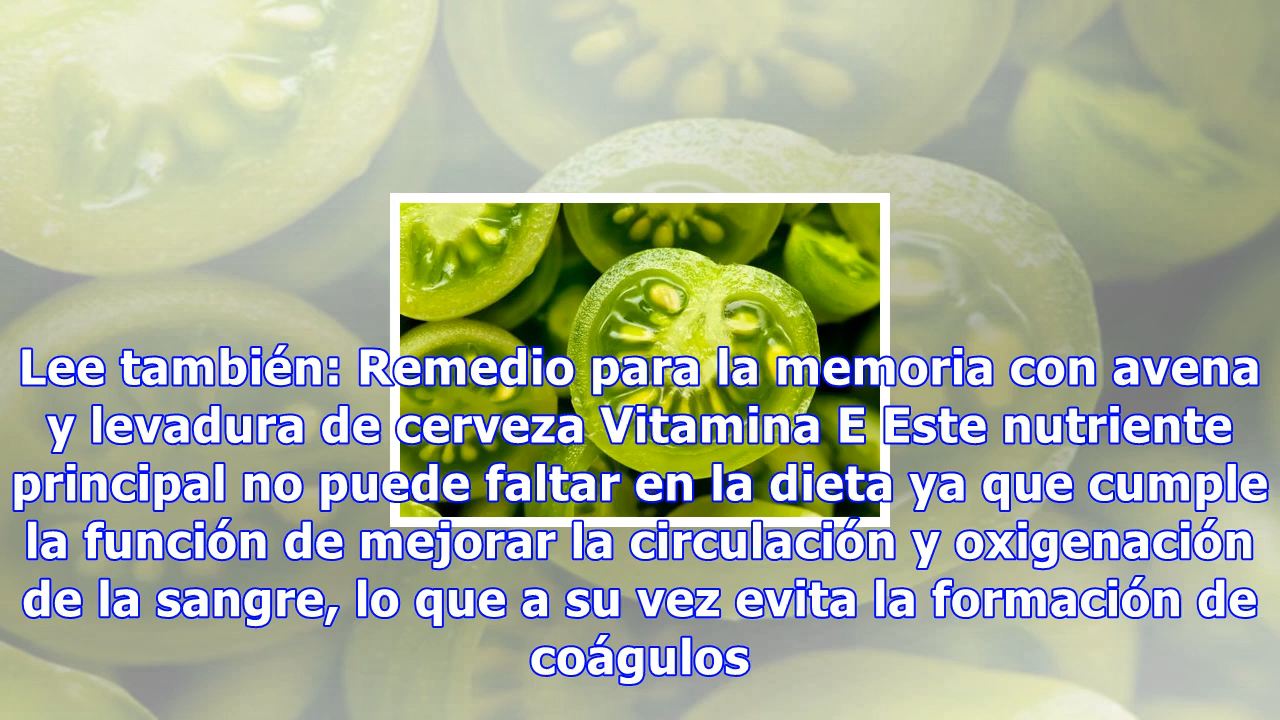 Lee también: Remedio para la memoria con avena
y levadura de cerveza Vitamina E Este nutriente
principal no puede faltar en la dieta ya que cumple
la función de mejorar la circulación y oxigenación
de la sangre, lo que a su vez evita la formación de
coágulos